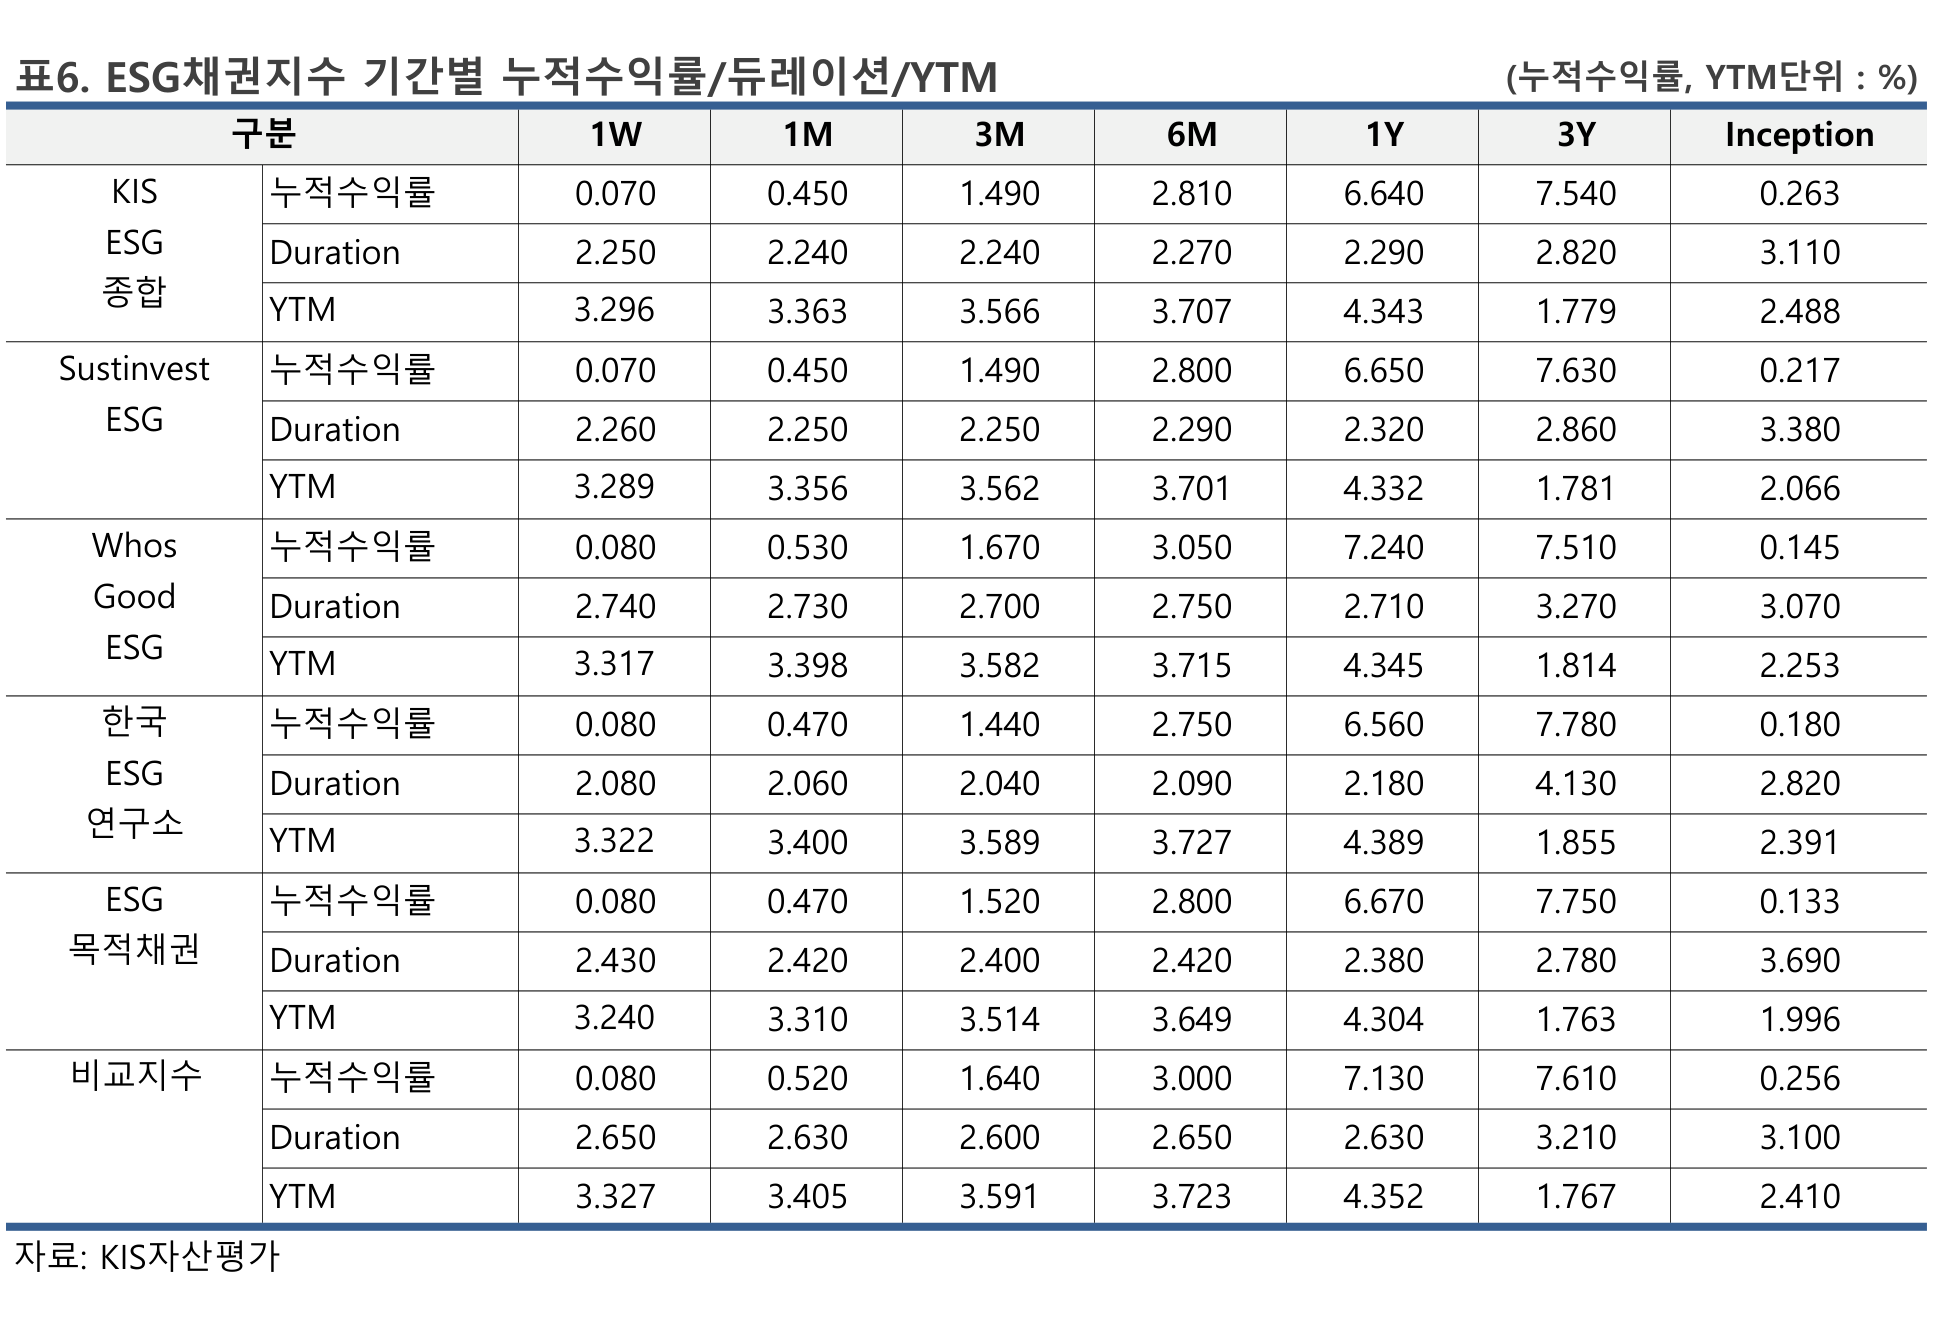 표6. ESG채권지수 기간별 누적수익률/듀레이션/YTM (누적수익률, YTM단위 : %)
구분 1W 1M 3M 6M 1Y 3Y Inception
KIS ESG 종합 누적수익률 0.070 0.450 1.490 2.810 6.640 7.540 0.263
Duration 2.250 2.240 2.240 2.270 2.290 2.820 3.110
YTM 3.296 3.363 3.566 3.707 4.343 1.779 2.488
Sustinvest ESG 누적수익률 0.070 0.450 1.490 2.800 6.650 7.630 0.217
Duration 2.260 2.250 2.250 2.290 2.320 2.860 3.380
YTM 3.289 3.356 3.562 3.701 4.332 1.781 2.066
Whos Good ESG 누적수익률 0.080 0.530 1.670 3.050 7.240 7.510 0.145
Duration 2.740 2.730 2.700 2.750 2.710 3.270 3.070
YTM 3.317 3.398 3.582 3.715 4.345 1.814 2.253
한국 ESG 연구소 누적수익률 0.080 0.470 1.440 2.750 6.560 7.780 0.180
Duration 2.080 2.060 2.040 2.090 2.180 4.130 2.820
YTM 3.322 3.400 3.589 3.727 4.389 1.855 2.391
ESG 목적채권 누적수익률 0.080 0.470 1.520 2.800 6.670 7.750 0.133
Duration 2.430 2.420 2.400 2.420 2.380 2.780 3.690
YTM 3.240 3.310 3.514 3.649 4.304 1.763 1.996
비교지수 누적수익률 0.080 0.520 1.640 3.000 7.130 7.610 0.256
Duration 2.650 2.630 2.600 2.650 2.630 3.210 3.100
YTM 3.327 3.405 3.591 3.723 4.352 1.767 2.410
자료: KIS자산평가